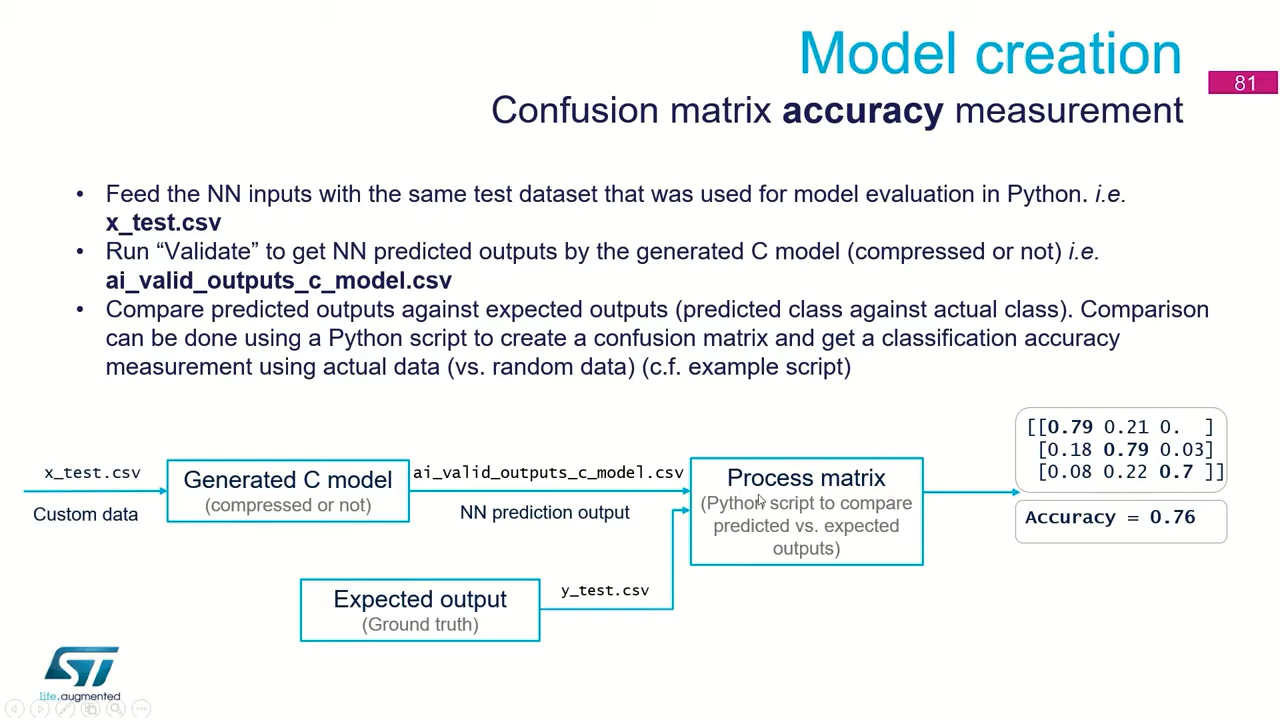 Model creation
81
Confusion matrix accuracy measurement
• Feed the NN inputs with the same test dataset that was used for model evaluation in Python. i.e.
x_test.csv
• Run “Validate” to get NN predicted outputs by the generated C model (compressed or not) i.e.
ai_valid_outputs_c_model.csv
• Compare predicted outputs against expected outputs (predicted class against actual class). Comparison
can be done using a Python script to create a confusion matrix and get a classification accuracy
measurement using actual data (vs. random data) (c.f. example script)
x_test.csv
Custom data
Generated C model
(compressed or not)
ai_valid_outputs_c_model.csv
NN prediction output
Process matrix
(Python script to compare
predicted vs. expected
outputs)
[[0.79 0.21 0. ]
[0.18 0.79 0.03]
[0.08 0.22 0.7 ]]
Accuracy = 0.76
Expected output
(Ground truth)
y_test.csv
ST
life.augmented